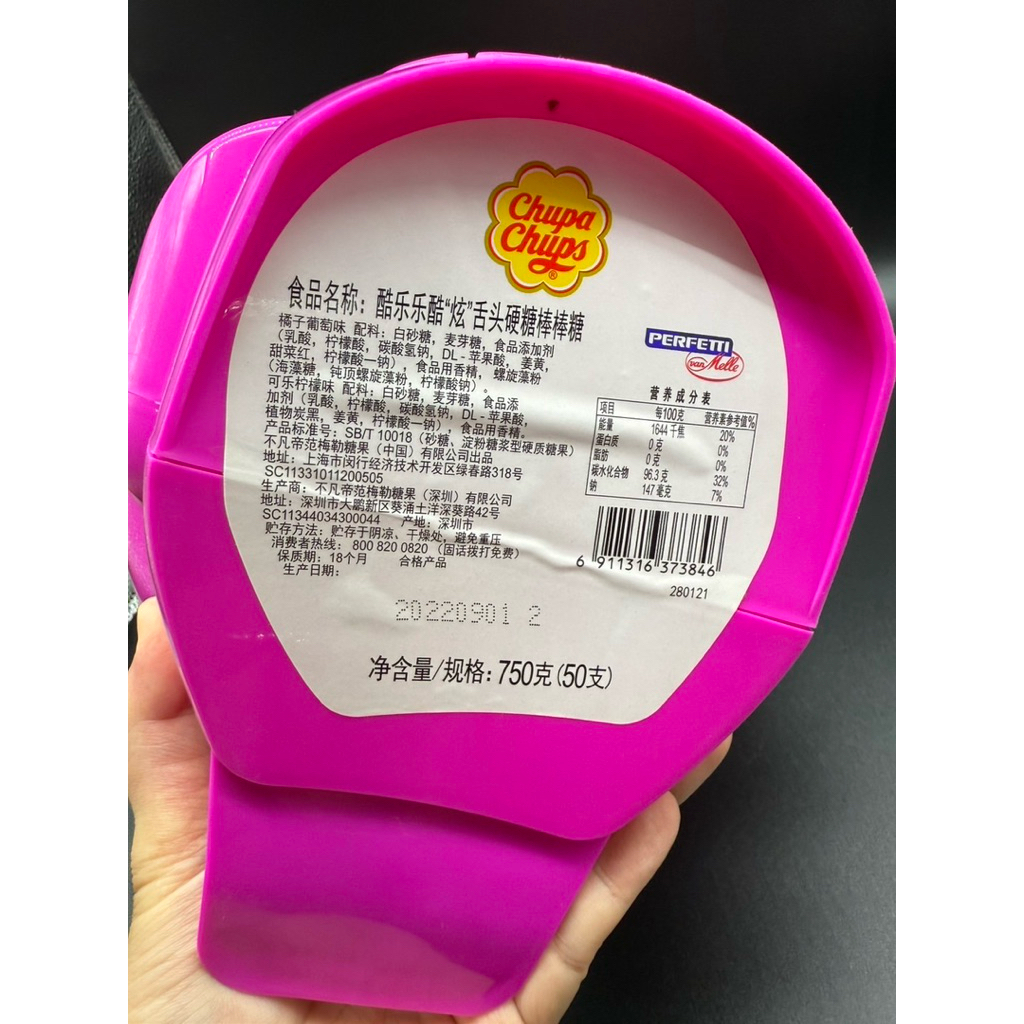 Chupa
Chups
®
食品名称：酷乐乐酷“炫”舌头硬糖棒棒糖
橘子葡萄味 配料：白砂糖，麦芽糖，食品添加剂
（乳酸，柠檬酸，碳酸氢钠，DL-苹果酸，姜黄，
甜菜红，柠檬酸一钠），食品用香精，螺旋藻粉
（海藻糖，钝顶螺旋藻粉，柠檬酸钠）。
可乐柠檬味 配料：白砂糖，麦芽糖，食品添
加剂（乳酸，柠檬酸，碳酸氢钠，DL-苹果酸，
植物炭黑，姜黄，柠檬酸一钠），食品用香精。
产品标准号：SB/T 10018（砂糖、淀粉糖浆型硬质糖果）
不凡帝范梅勒糖果（中国）有限公司出品
地址：上海市闵行经济技术开发区绿春路318号
SC11331011200505
生产商：不凡帝范梅勒糖果（深圳）有限公司
地址：深圳市大鹏新区葵涌土洋深葵路42号
SC11344034300044 产地：深圳市
贮存方法：贮存于阴凉、干燥处，避免重压
消费者热线：800 820 0820（固话拨打免费）
保质期：18个月 合格产品
生产日期：
20220901 2
净含量/规格：750克(50支)
PERFETTI
van Melle
营养成分表
项目 每100克 营养素参考值%
能量 1644 千焦 20%
蛋白质 0 克 0%
脂肪 0 克 0%
碳水化合物 96.3 克 32%
钠 147 毫克 7%
6 911316 373846
280121